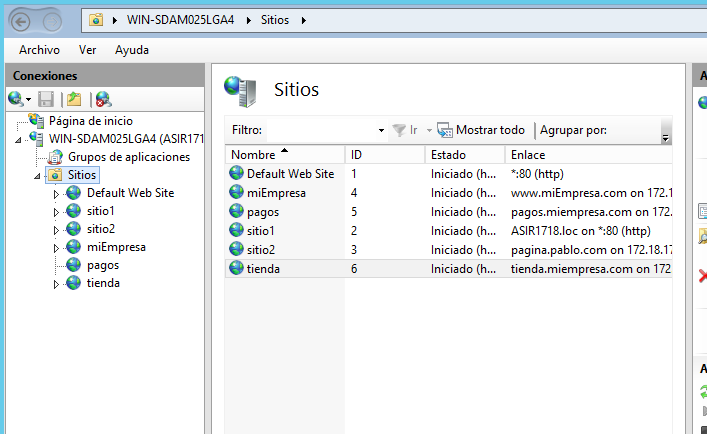 WIN-SDAM025LGA4 Sitios
Archivo Ver Ayuda
Conexiones
Página de inicio
WIN-SDAM025LGA4 (ASIR171
Grupos de aplicaciones
Sitios
Default Web Site
sitio1
sitio2
miEmpresa
pagos
tienda
Sitios
Filtro: Ir Mostrar todo Agrupar por:
Nombre ID Estado Enlace
Default Web Site 1 Iniciado (h... *:80 (http)
miEmpresa 4 Iniciado (h... www.miEmpresa.com on 172.1
pagos 5 Iniciado (h... pagos.miempresa.com on 172.
sitio1 2 Iniciado (h... ASIR1718.loc on *:80 (http)
sitio2 3 Iniciado (h... pagina.pablo.com on 172.18.17
tienda 6 Iniciado (h... tienda.miempresa.com on 172
A
A